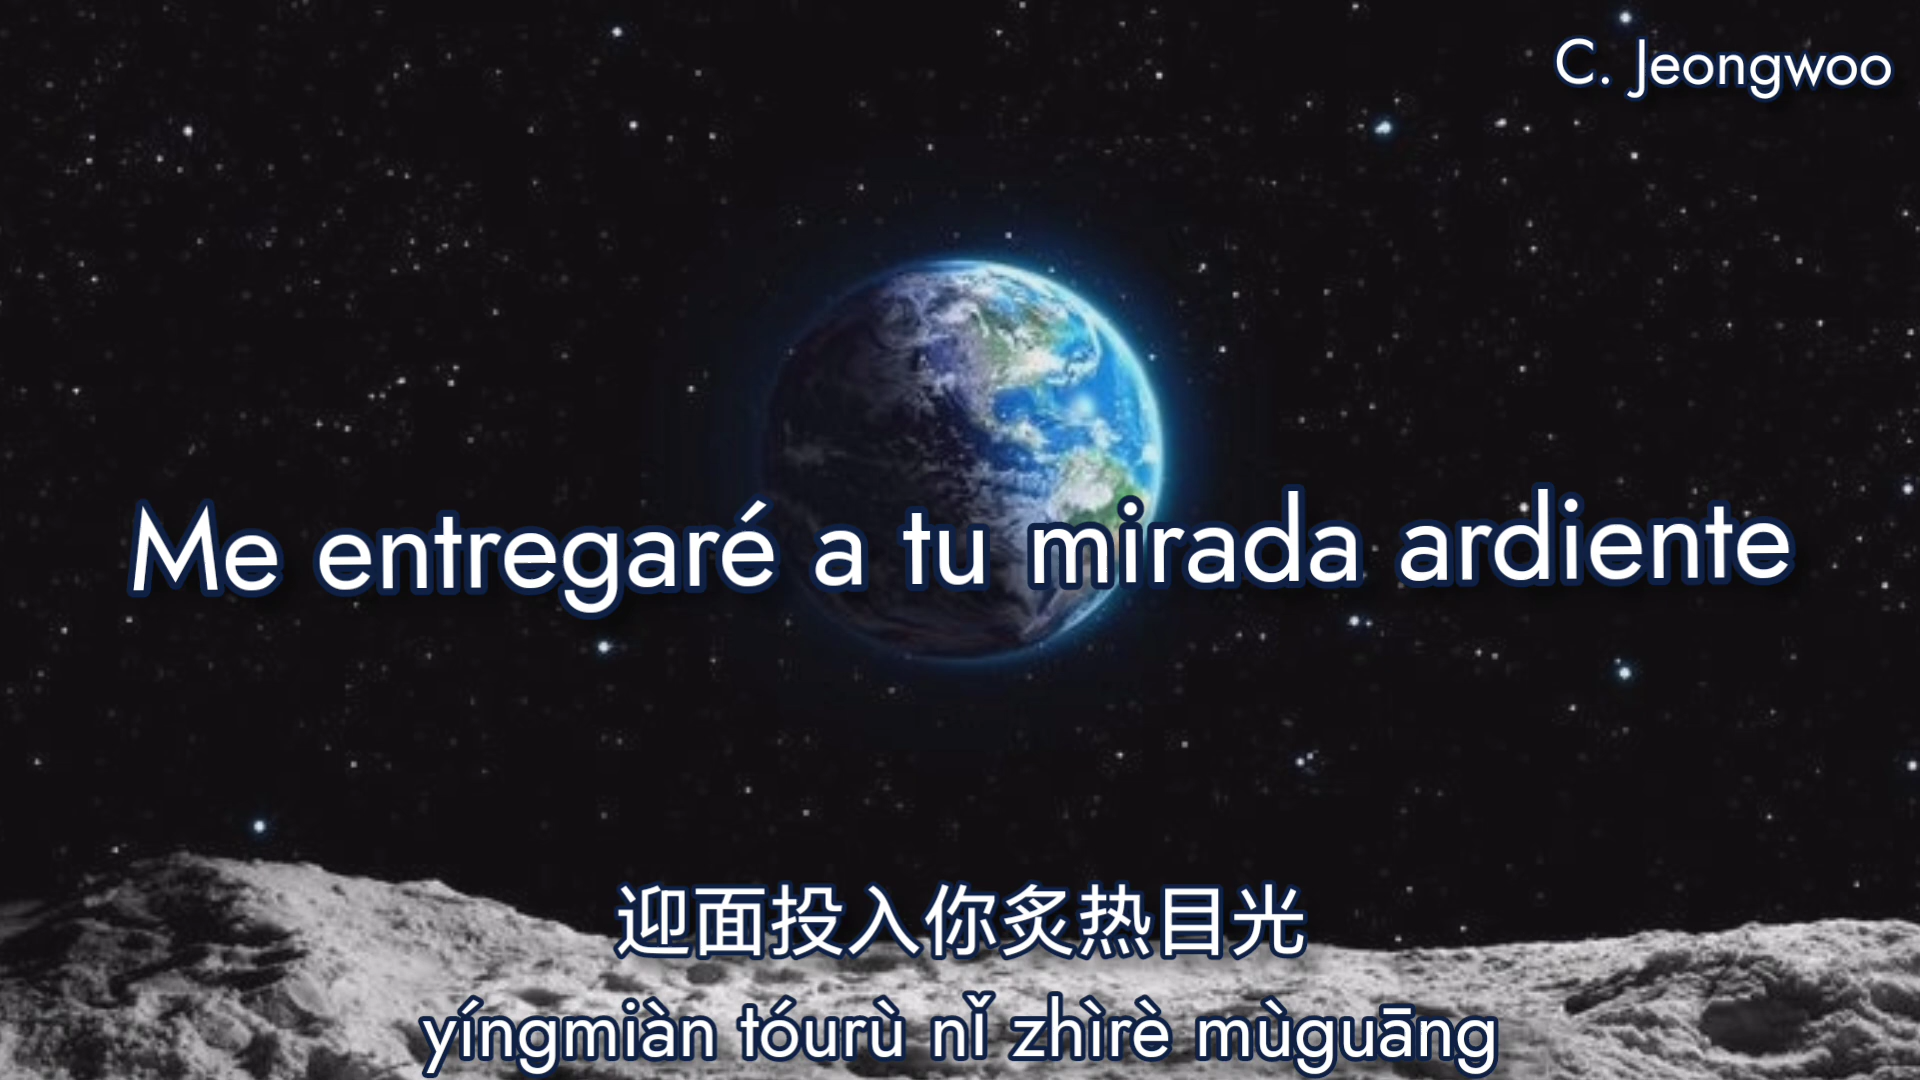 C. Jeongwoo
Me entregaré a tu mirada ardiente
迎面投入你炙热目光
yíngmiàn tóurù nǐ zhìrè mùguāng